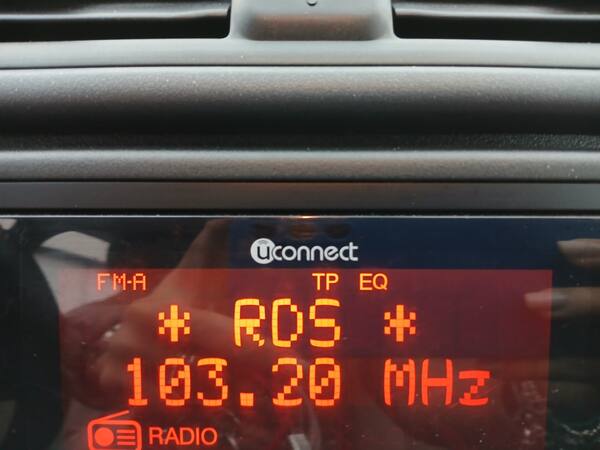 uconnect
FM-A TP EQ
* RDS *
103.20 MHz
RADIO